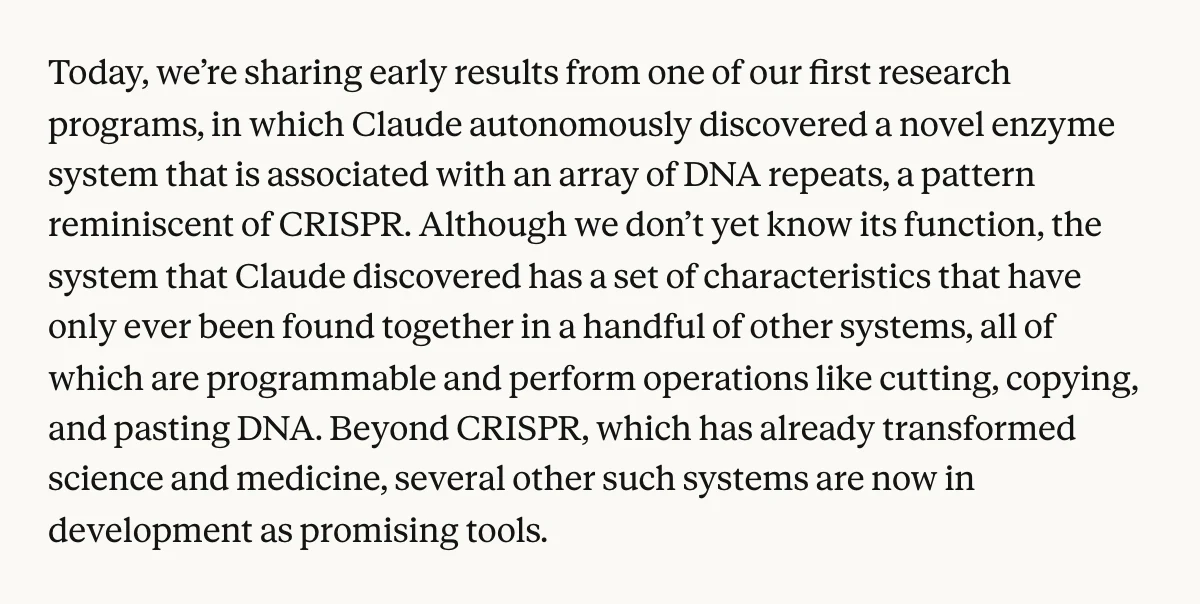 Today, we’re sharing early results from one of our first research
programs, in which Claude autonomously discovered a novel enzyme
system that is associated with an array of DNA repeats, a pattern
reminiscent of CRISPR. Although we don’t yet know its function, the
system that Claude discovered has a set of characteristics that have
only ever been found together in a handful of other systems, all of
which are programmable and perform operations like cutting, copying,
and pasting DNA. Beyond CRISPR, which has already transformed
science and medicine, several other such systems are now in
development as promising tools.